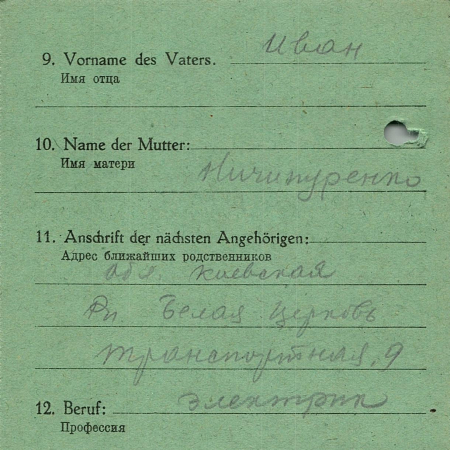 9. Vorname des Vaters. Иван
Имя отца
10. Name der Mutter:
Имя матери Ничипуренко
11. Anschrift der nächsten Angehörigen:
Адрес ближайших родственников
обл. Киевская
Рн Белая Церковь
Транспортная, 9
12. Beruf: Электрик
Профессия